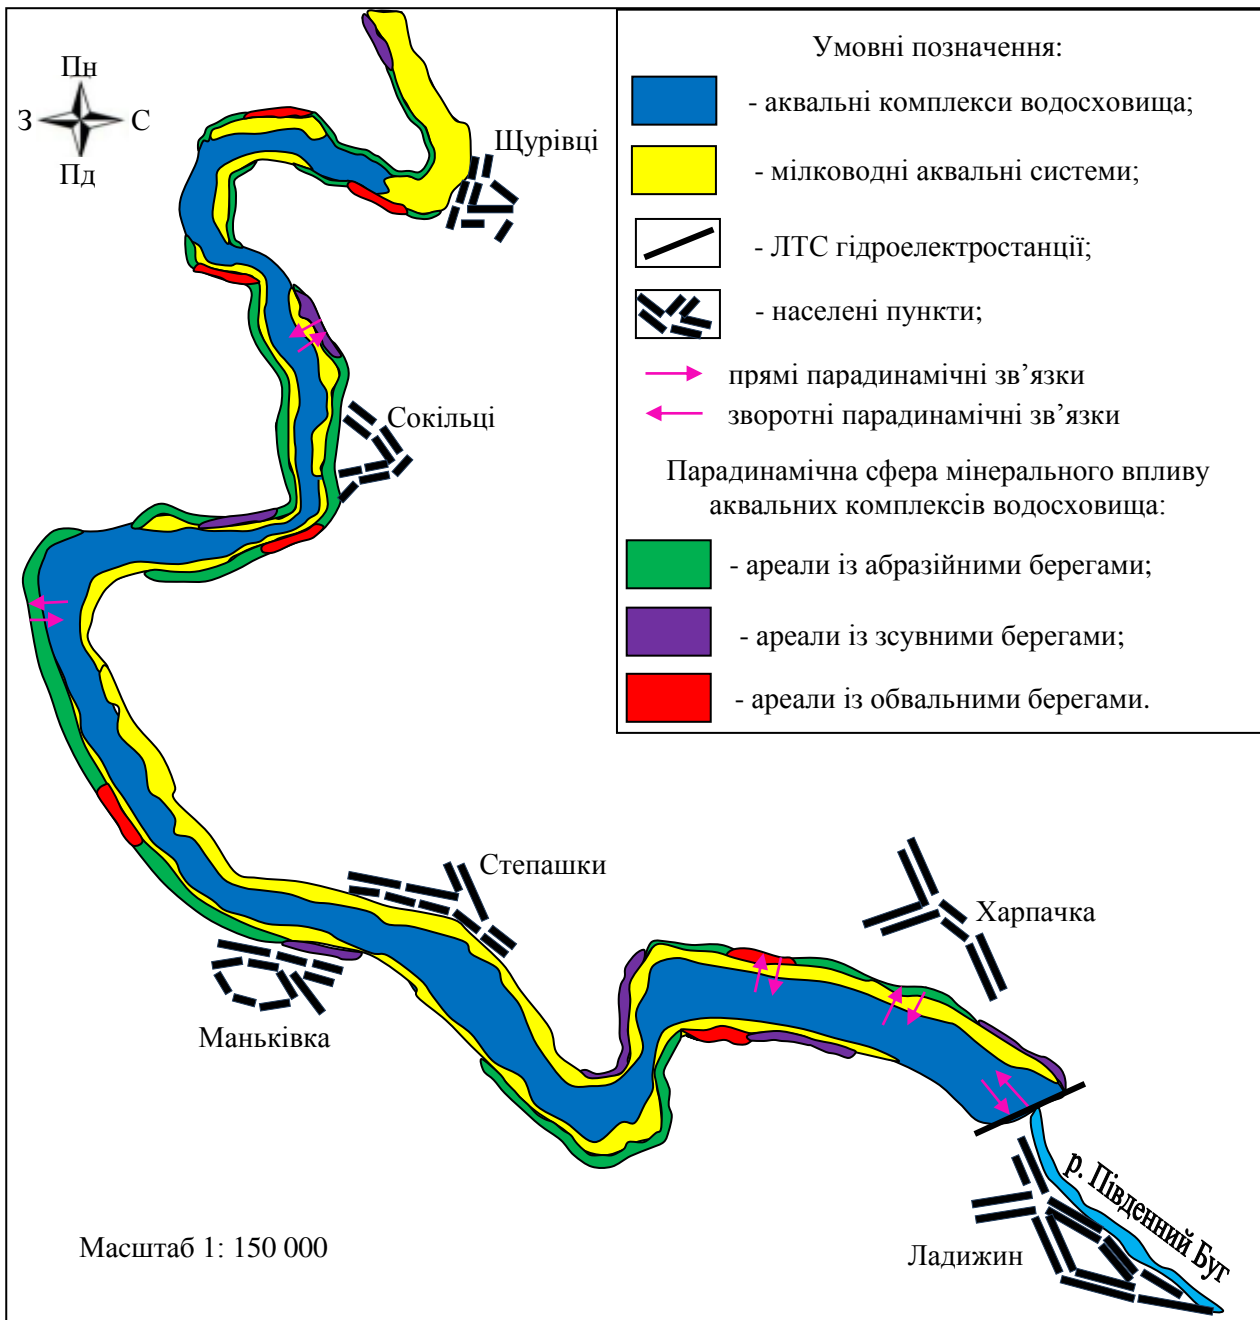 Пн
З
С
Пд
Щурівці
Сокільці
Степашки
Маньківка
Харпачка
Ладижин
р. Південний Буг
Масштаб 1: 150 000
Умовні позначення:
- аквальні комплекси водосховища;
- мілководні аквальні системи;
- ЛТС гідроелектростанції;
- населені пункти;
прямі парадинамічні зв’язки
зворотні парадинамічні зв’язки
Парадинамічна сфера мінерального впливу
аквальних комплексів водосховища:
- ареали із абразійними берегами;
- ареали із зсувними берегами;
- ареали із обвальними берегами.